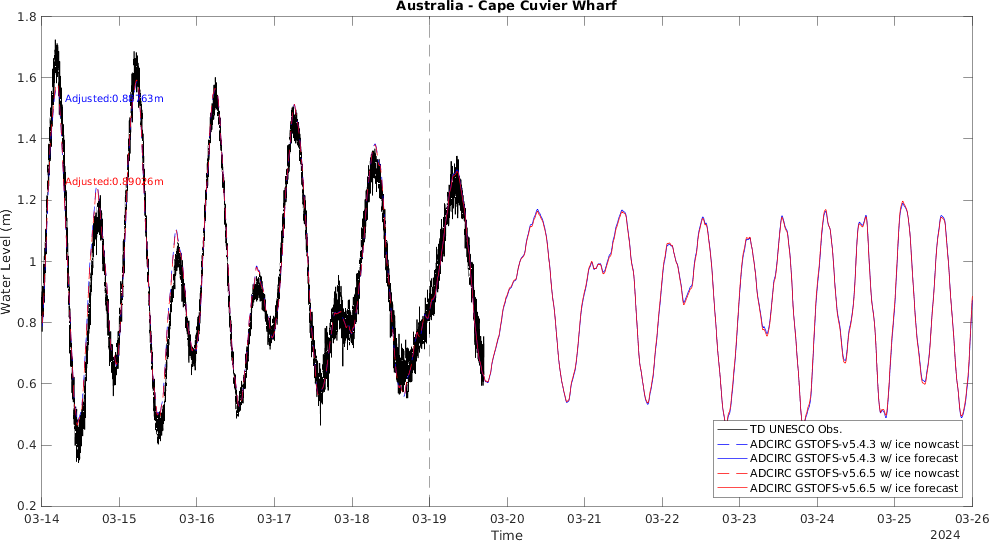 Australia - Cape Cuvier Wharf
1.8
1.6
1.4
1.2
1
0.8
0.6
0.4
0.2
Water Level (m)
Adjusted:0.89026m
TD UNESCO Obs.
ADCIRC GSTOFS-v5.4.3 w/ ice nowcast
ADCIRC GSTOFS-v5.4.3 w/ ice forecast
ADCIRC GSTOFS-v5.6.5 w/ ice nowcast
ADCIRC GSTOFS-v5.6.5 w/ ice forecast
03-14 03-15 03-16 03-17 03-18 03-19 03-20 03-21 03-22 03-23 03-24 03-25 03-26
Time
2024